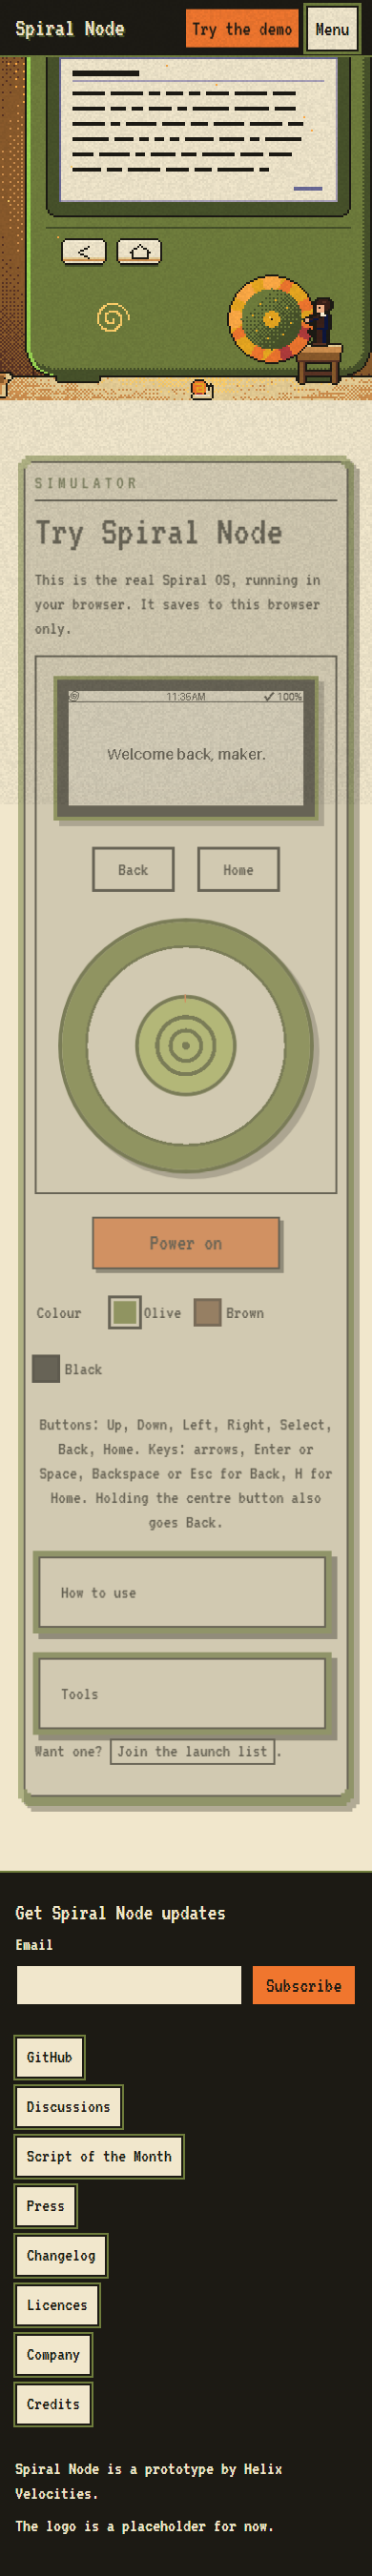 Spiral Node
Try the demo
Menu
SIMULATOR
Try Spiral Node
This is the real Spiral OS, running in
your browser. It saves to this browser
only.
11:36AM
100%
Welcome back, maker.
Back
Home
Power on
Colour
Olive
Brown
Black
Buttons: Up, Down, Left, Right, Select,
Back, Home. Keys: arrows, Enter or
Space, Backspace or Esc for Back, H for
Home. Holding the centre button also
goes Back.
How to use
Tools
Want one? Join the launch list.
Get Spiral Node updates
Email
Subscribe
GitHub
Discussions
Script of the Month
Press
Changelog
Licences
Company
Credits
Spiral Node is a prototype by Helix
Velocities.
The logo is a placeholder for now.